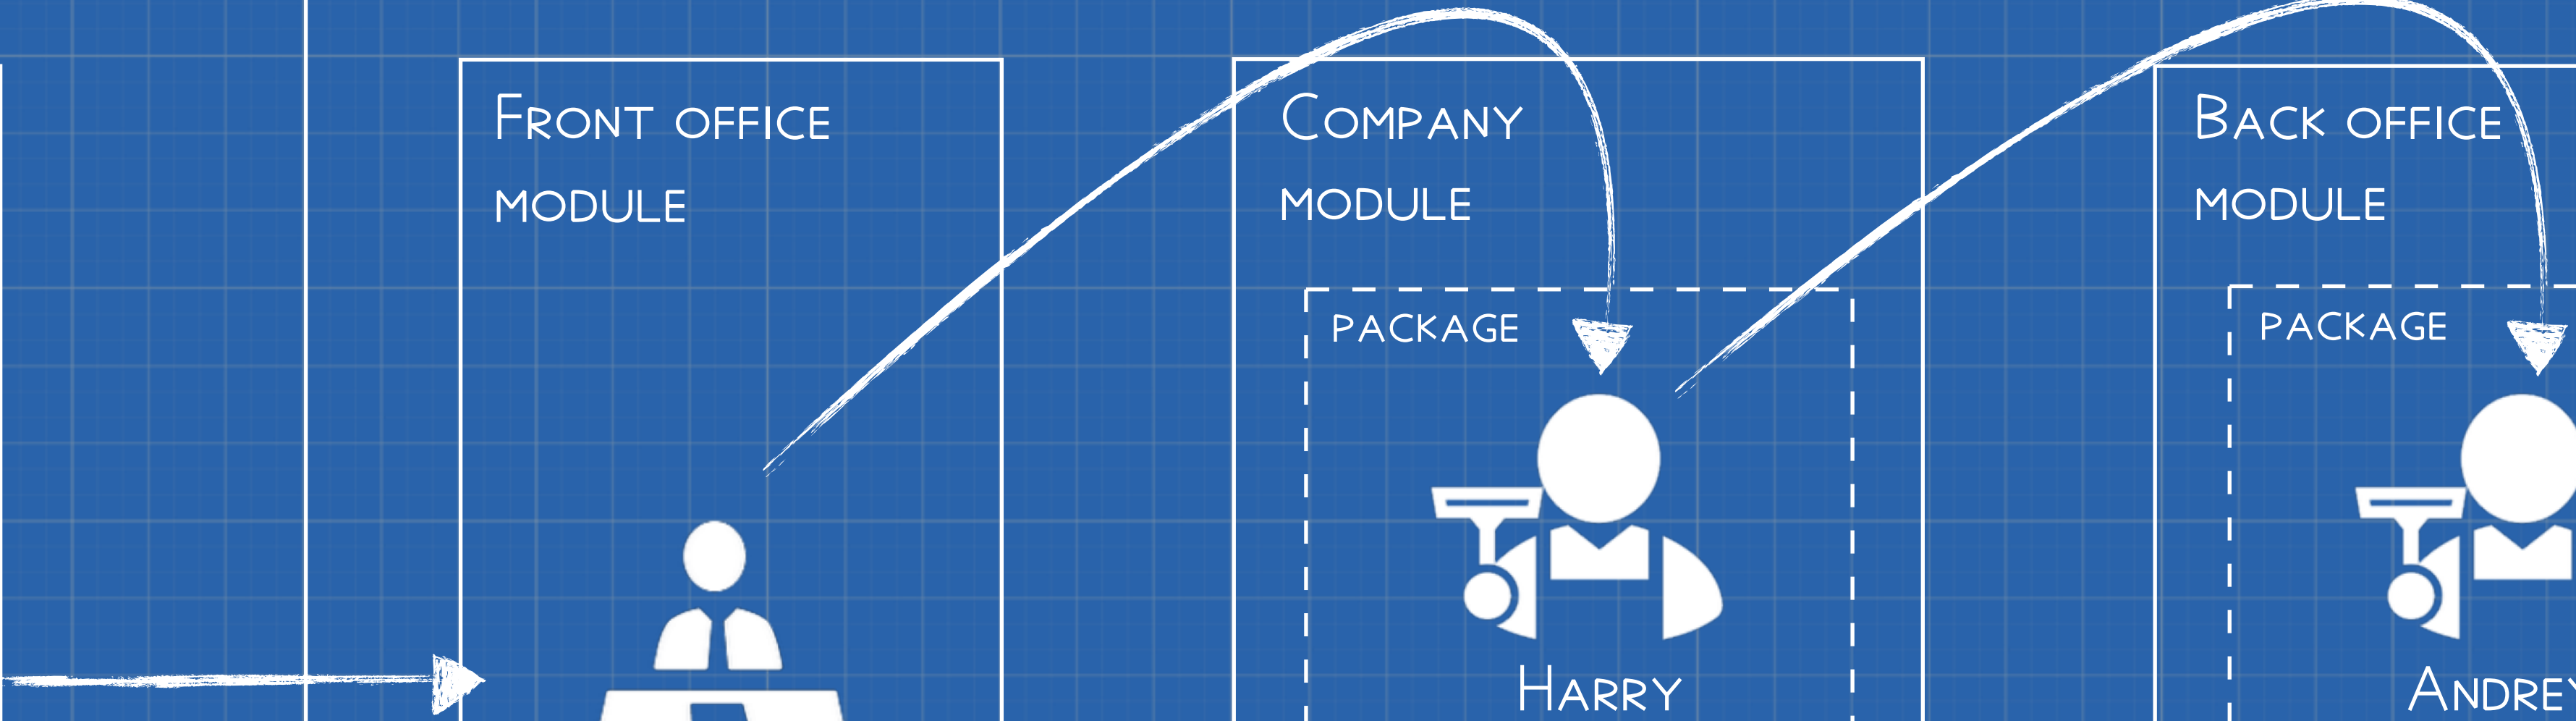 Front office
module
Company
module
package
Harry
Back office
module
package